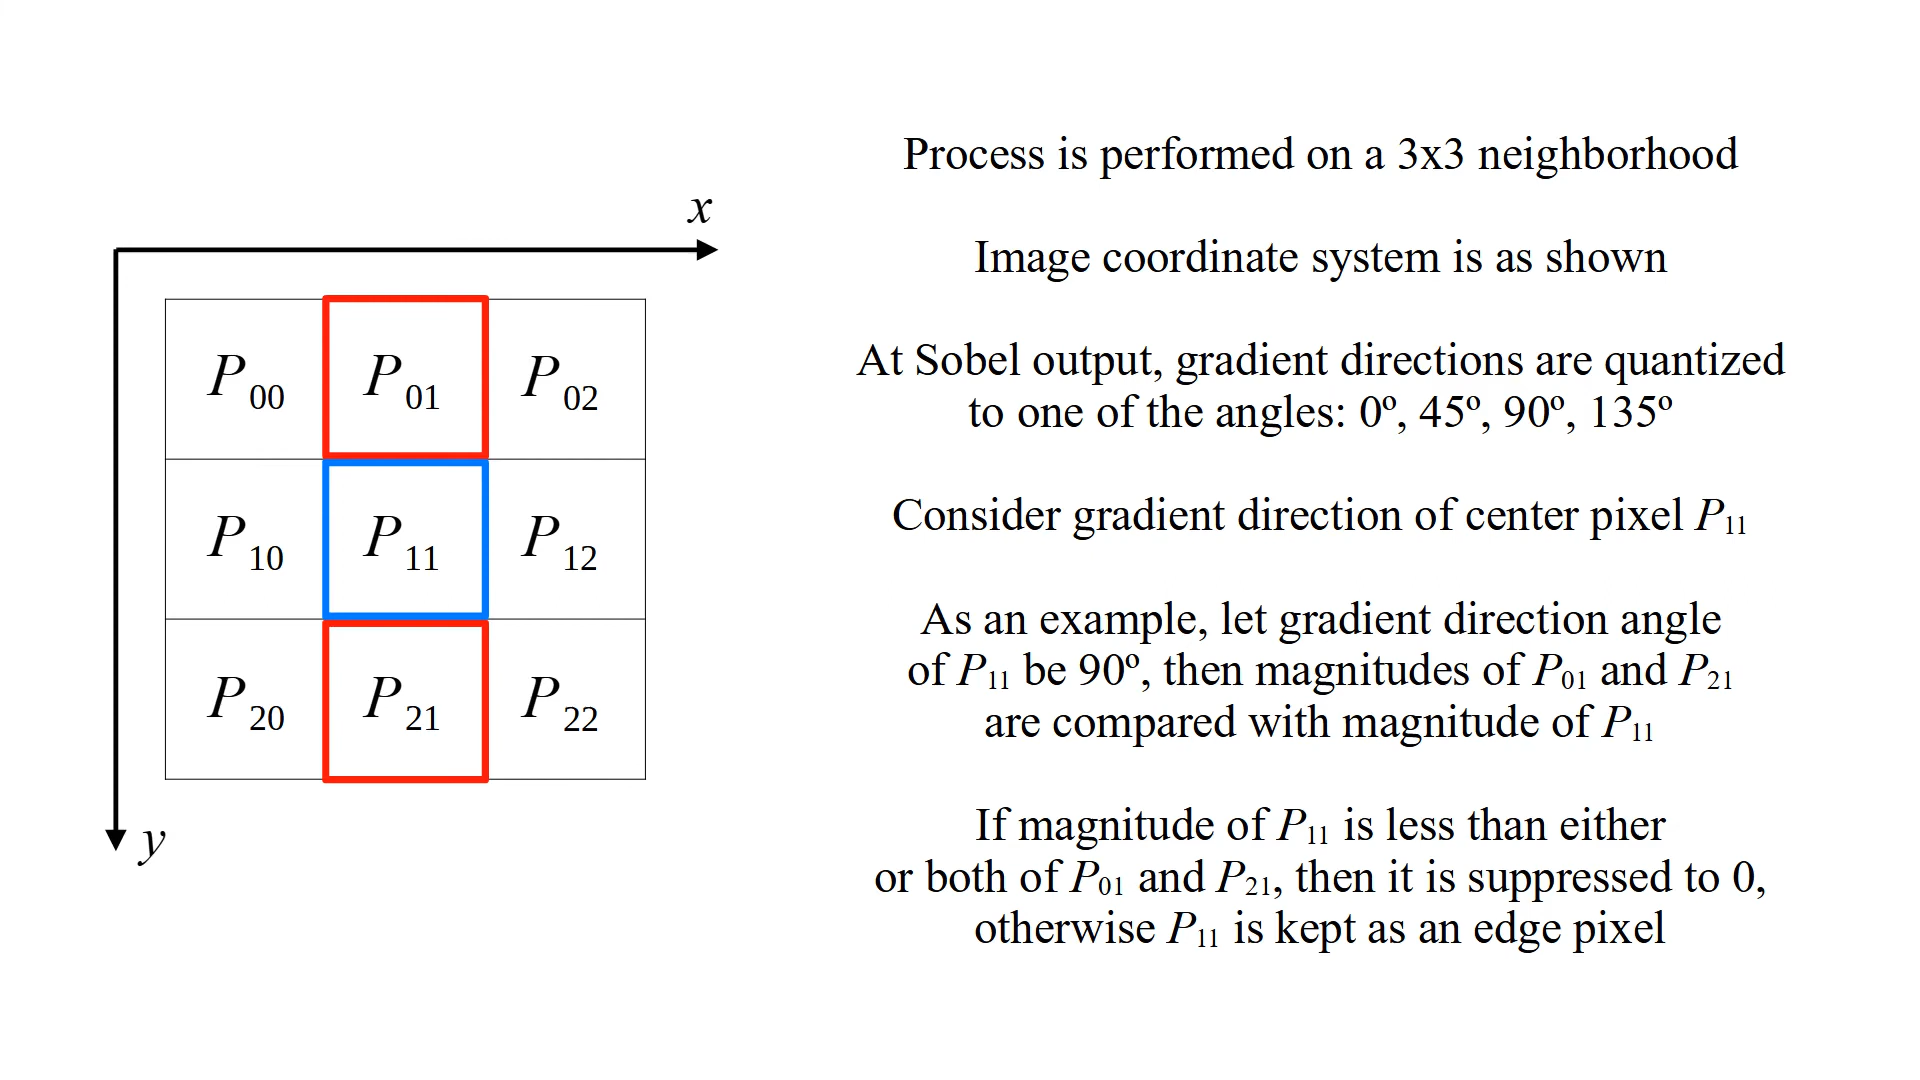 x
P00 P01 P02
P10 P11 P12
P20 P21 P22
y
Process is performed on a 3x3 neighborhood
Image coordinate system is as shown
At Sobel output, gradient directions are quantized
to one of the angles: 0º, 45º, 90º, 135º
Consider gradient direction of center pixel P11
As an example, let gradient direction angle
of P11 be 90º, then magnitudes of P01 and P21
are compared with magnitude of P11
If magnitude of P11 is less than either
or both of P01 and P21, then it is suppressed to 0,
otherwise P11 is kept as an edge pixel